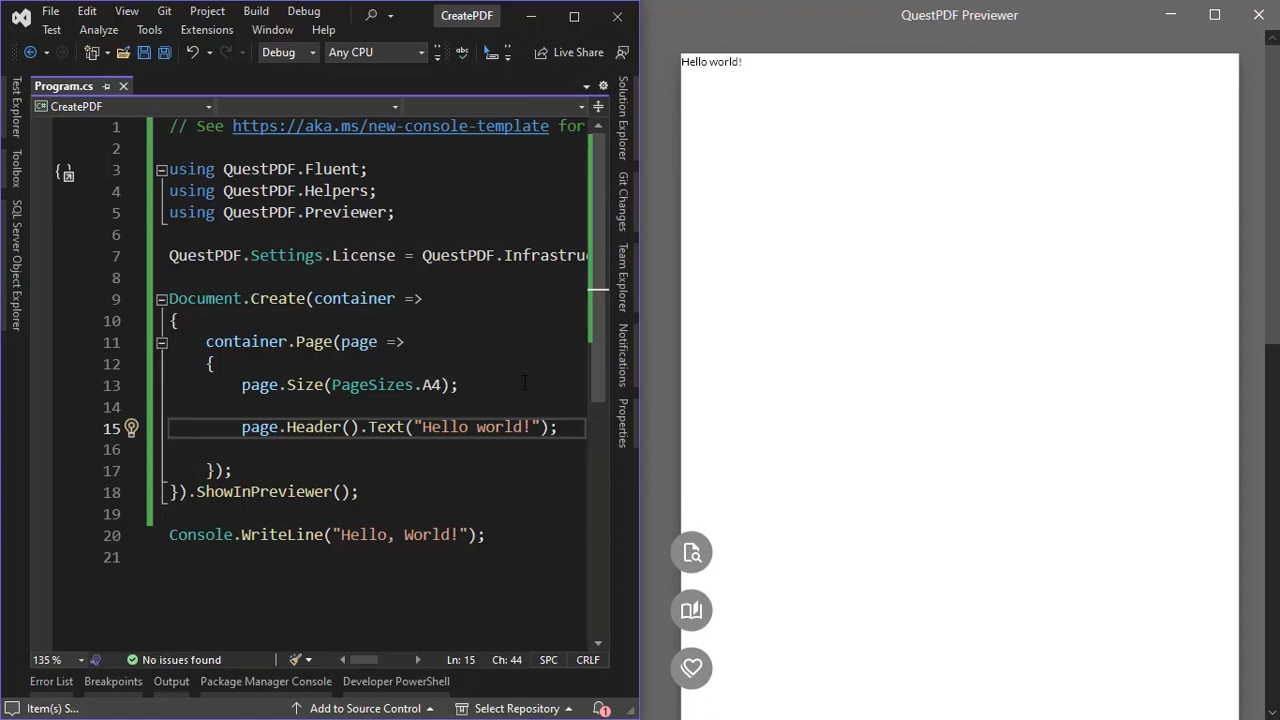 File Edit View Git Project Build Debug
Test Analyze Tools Extensions Window Help
CreatePDF
Debug Any CPU Live Share
Program.cs
CreatePDF
Test Explorer
Toolbox
SQL Server Object Explorer
1 // See https://aka.ms/new-console-template for
2
3 using QuestPDF.Fluent;
4 using QuestPDF.Helpers;
5 using QuestPDF.Previewer;
6
7 QuestPDF.Settings.License = QuestPDF.Infrastruc
8
9 Document.Create(container =>
10 {
11 container.Page(page =>
12 {
13 page.Size(PageSizes.A4);
14
15 page.Header().Text("Hello world!");
16
17 });
18 }).ShowInPreviewer();
19
20 Console.WriteLine("Hello, World!");
21
Solution Explorer
Git Changes
Team Explorer
Notifications
Properties
135 % No issues found Ln: 15 Ch: 44 SPC CRLF
Error List Breakpoints Output Package Manager Console Developer PowerShell
Item(s) S... Add to Source Control Select Repository 1
QuestPDF Previewer
Hello world!